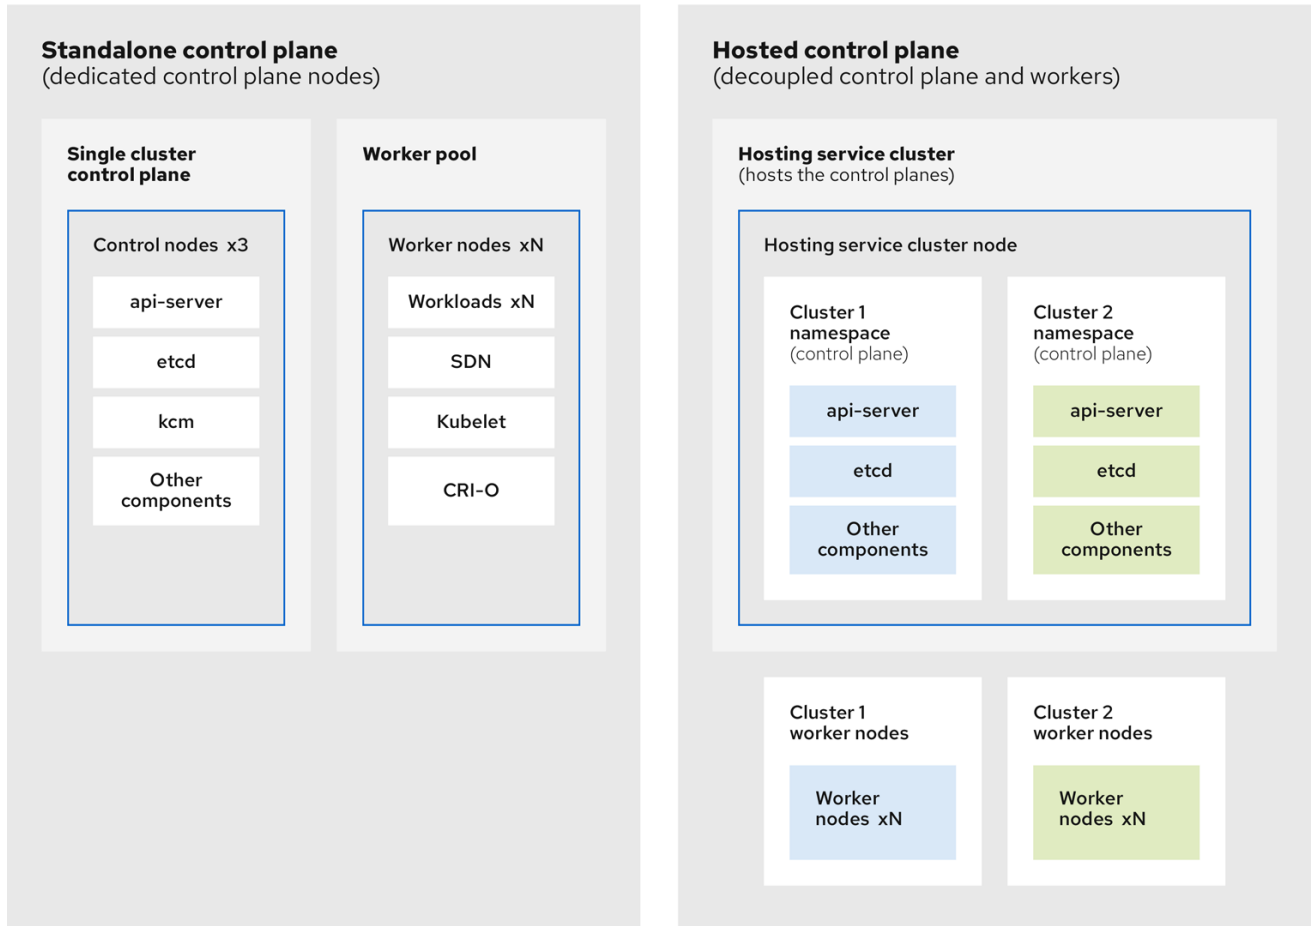 Standalone control plane
(dedicated control plane nodes)
Single cluster
control plane
Control nodes x3
api-server
etcd
kcm
Other
components
Worker pool
Worker nodes xN
Workloads xN
SDN
Kubelet
CRI-O
Hosted control plane
(decoupled control plane and workers)
Hosting service cluster
(hosts the control planes)
Hosting service cluster node
Cluster 1
namespace
(control plane)
api-server
etcd
Other
components
Cluster 2
namespace
(control plane)
api-server
etcd
Other
components
Cluster 1
worker nodes
Worker
nodes xN
Cluster 2
worker nodes
Worker
nodes xN